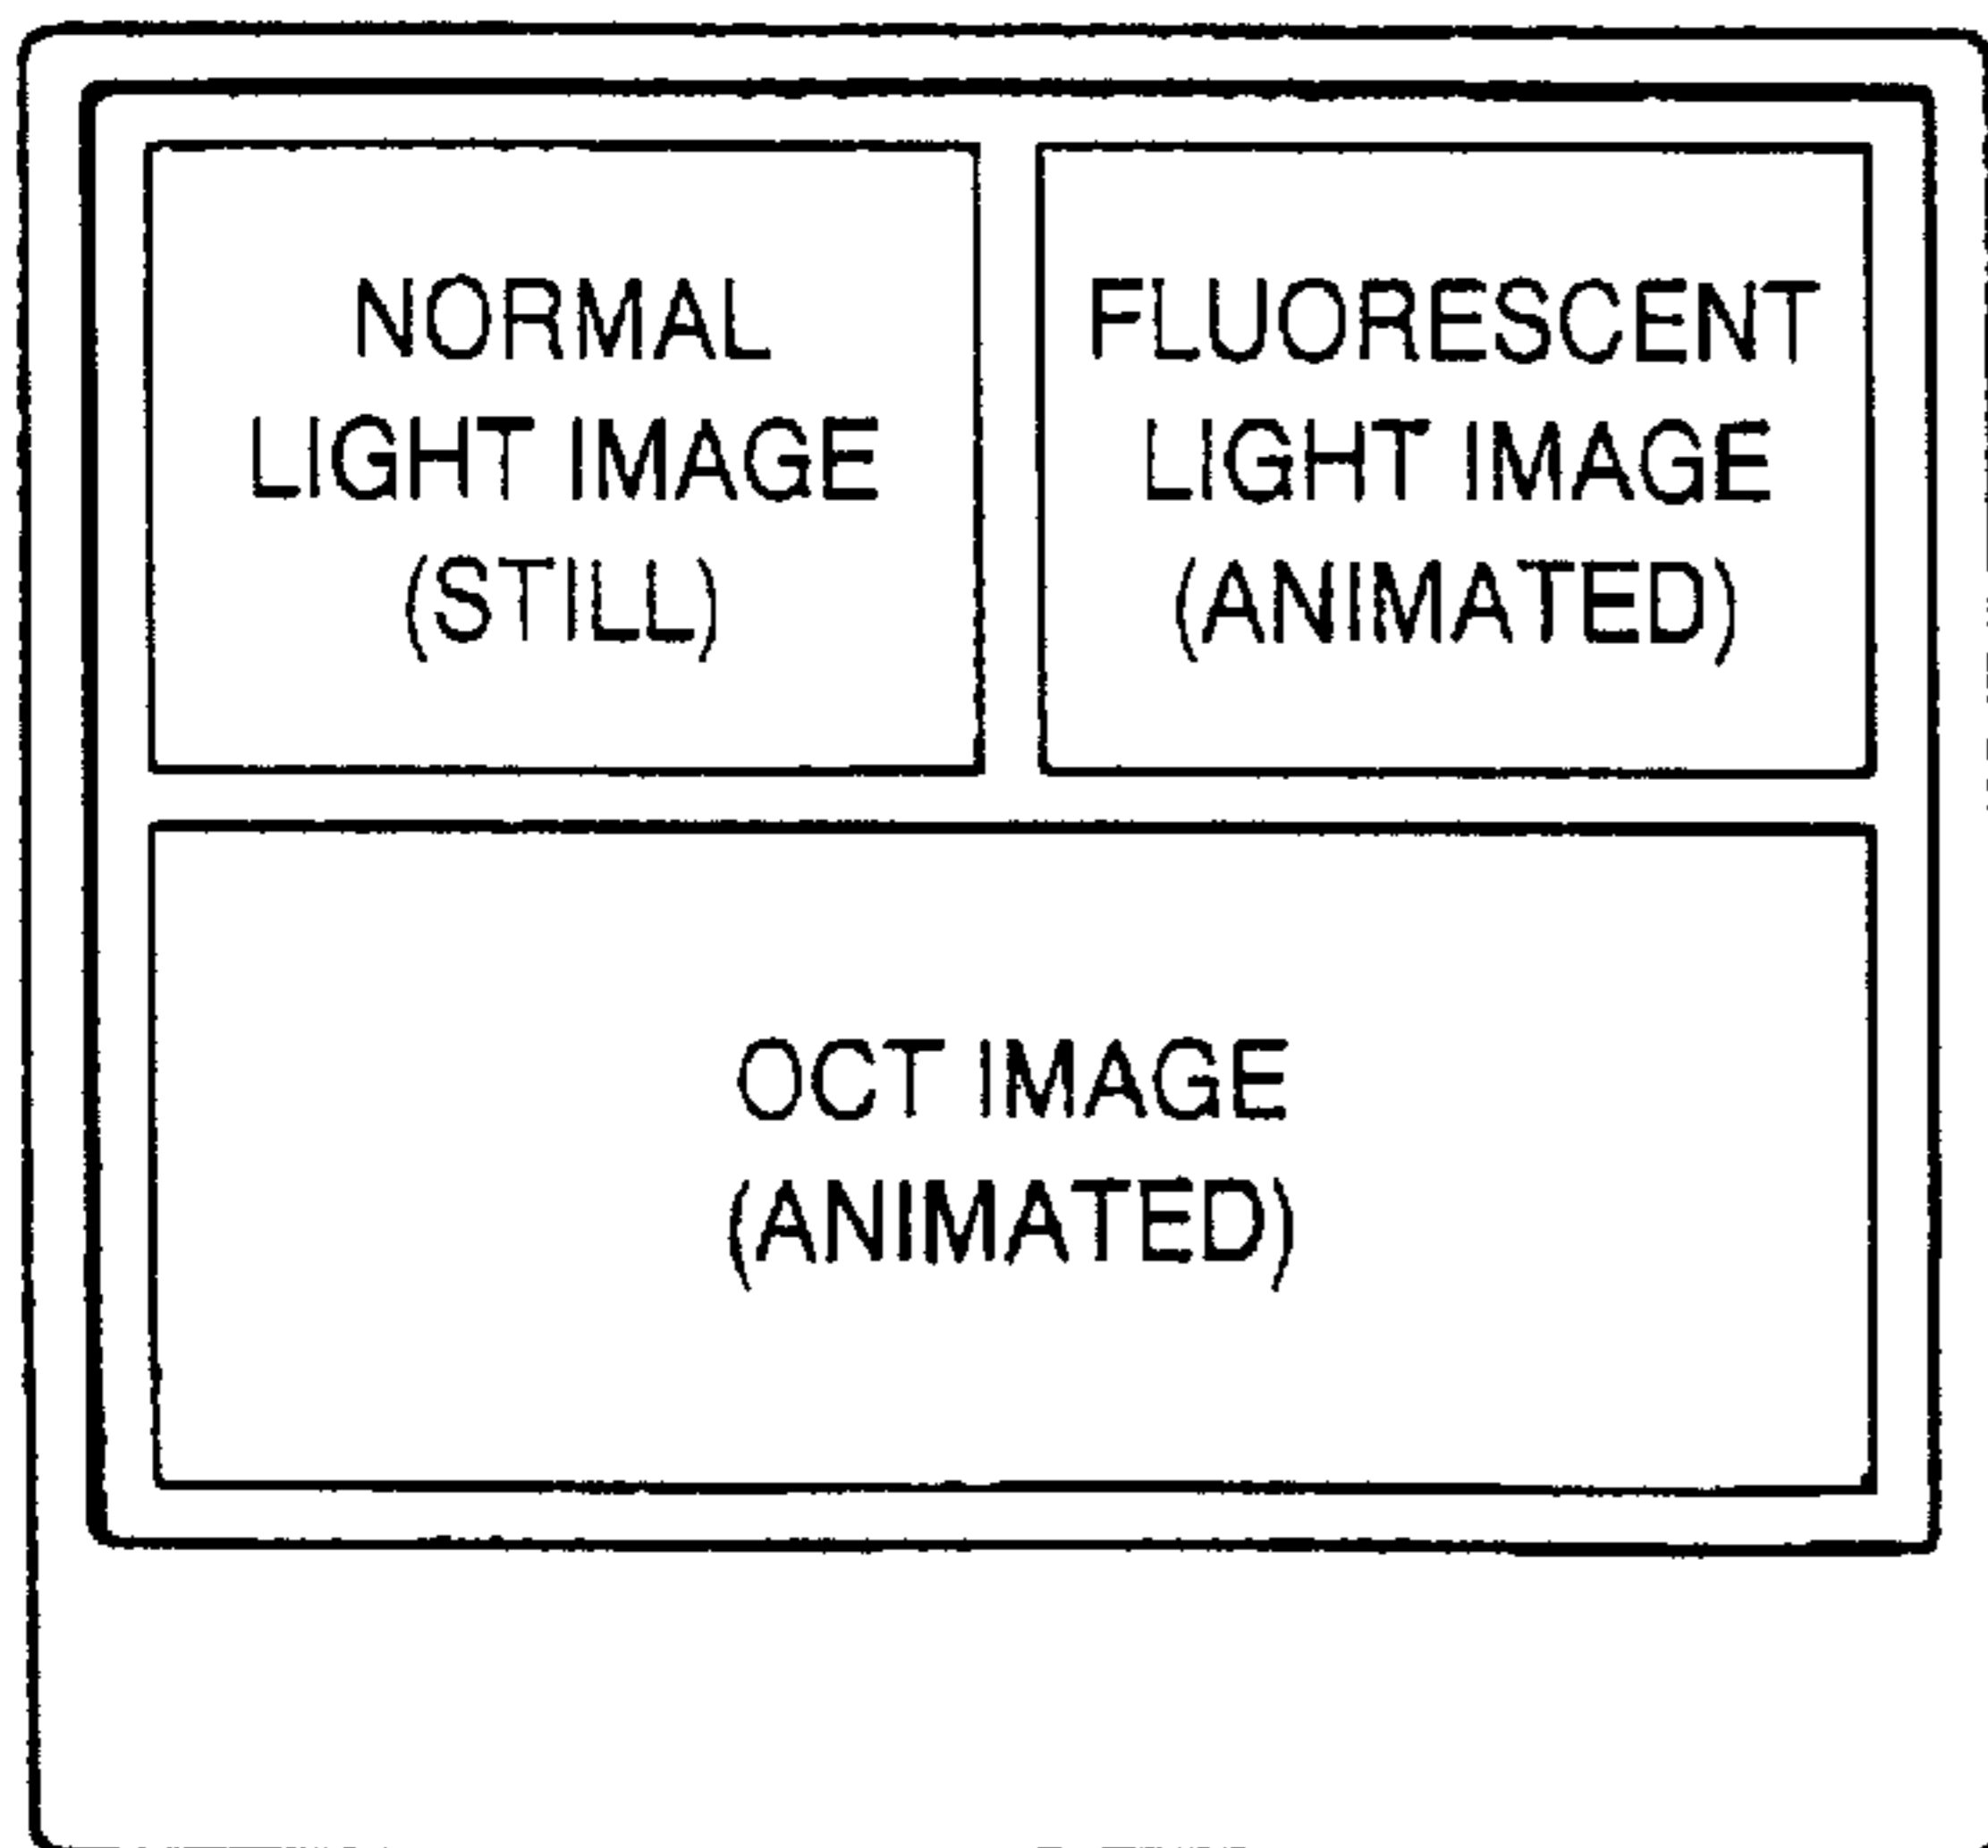 NORMAL
LIGHT IMAGE
(STILL)
FLUORESCENT
LIGHT IMAGE
(ANIMATED)
OCT IMAGE
(ANIMATED)